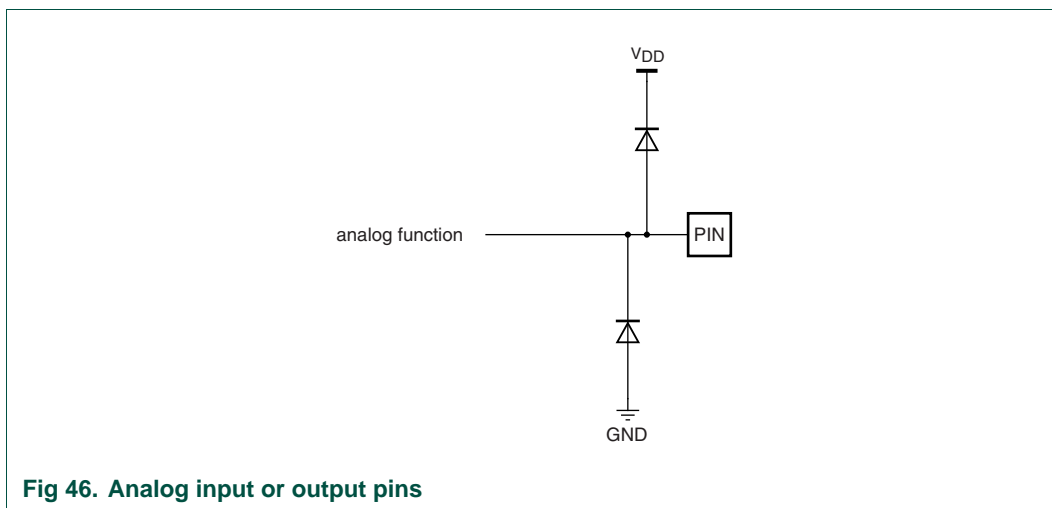 VDD
analog function
PIN
GND
Fig 46. Analog input or output pins